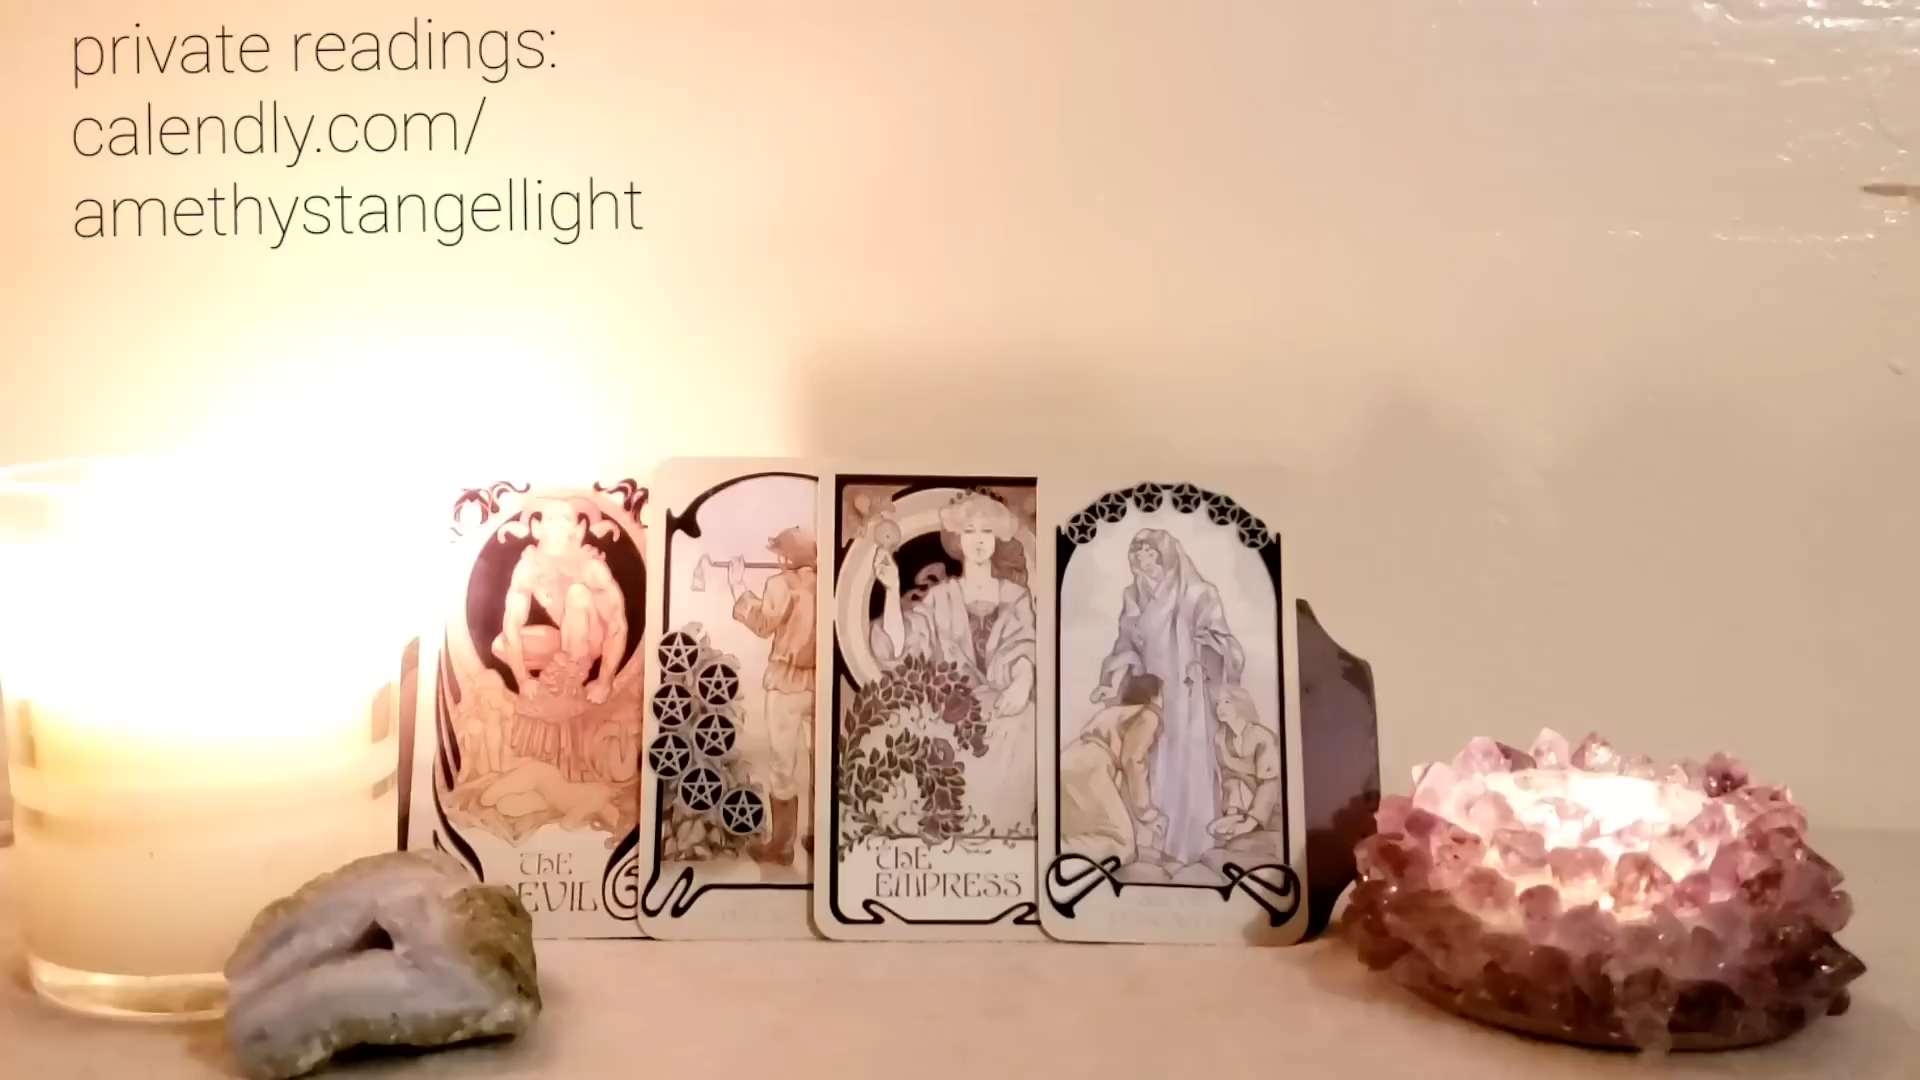 private readings:
calendly.com/
amethystangellight
THE
DEVIL
THE
EMPRESS